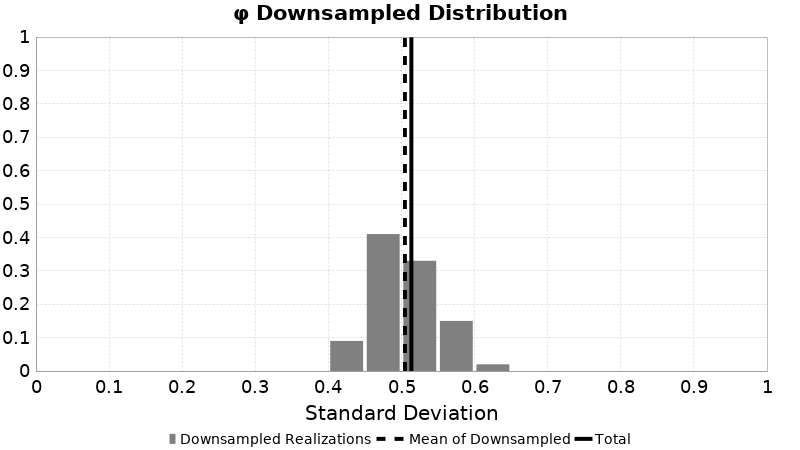 φ Downsampled Distribution
1
0.9
0.8
0.7
0.6
0.5
0.4
0.3
0.2
0.1
0
0 0.1 0.2 0.3 0.4 0.5 0.6 0.7 0.8 0.9 1
Standard Deviation
Downsampled Realizations Mean of Downsampled Total